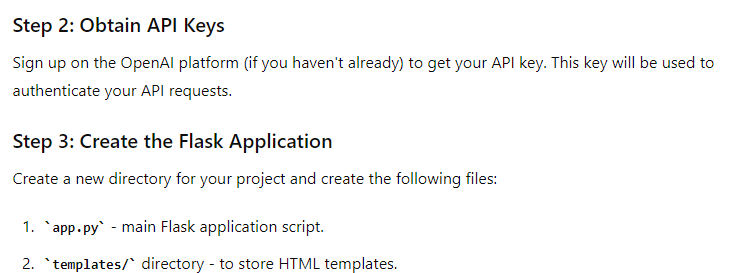 Step 2: Obtain API Keys
Sign up on the OpenAI platform (if you haven't already) to get your API key. This key will be used to
authenticate your API requests.
Step 3: Create the Flask Application
Create a new directory for your project and create the following files:
1. `app.py` - main Flask application script.
2. `templates/` directory - to store HTML templates.